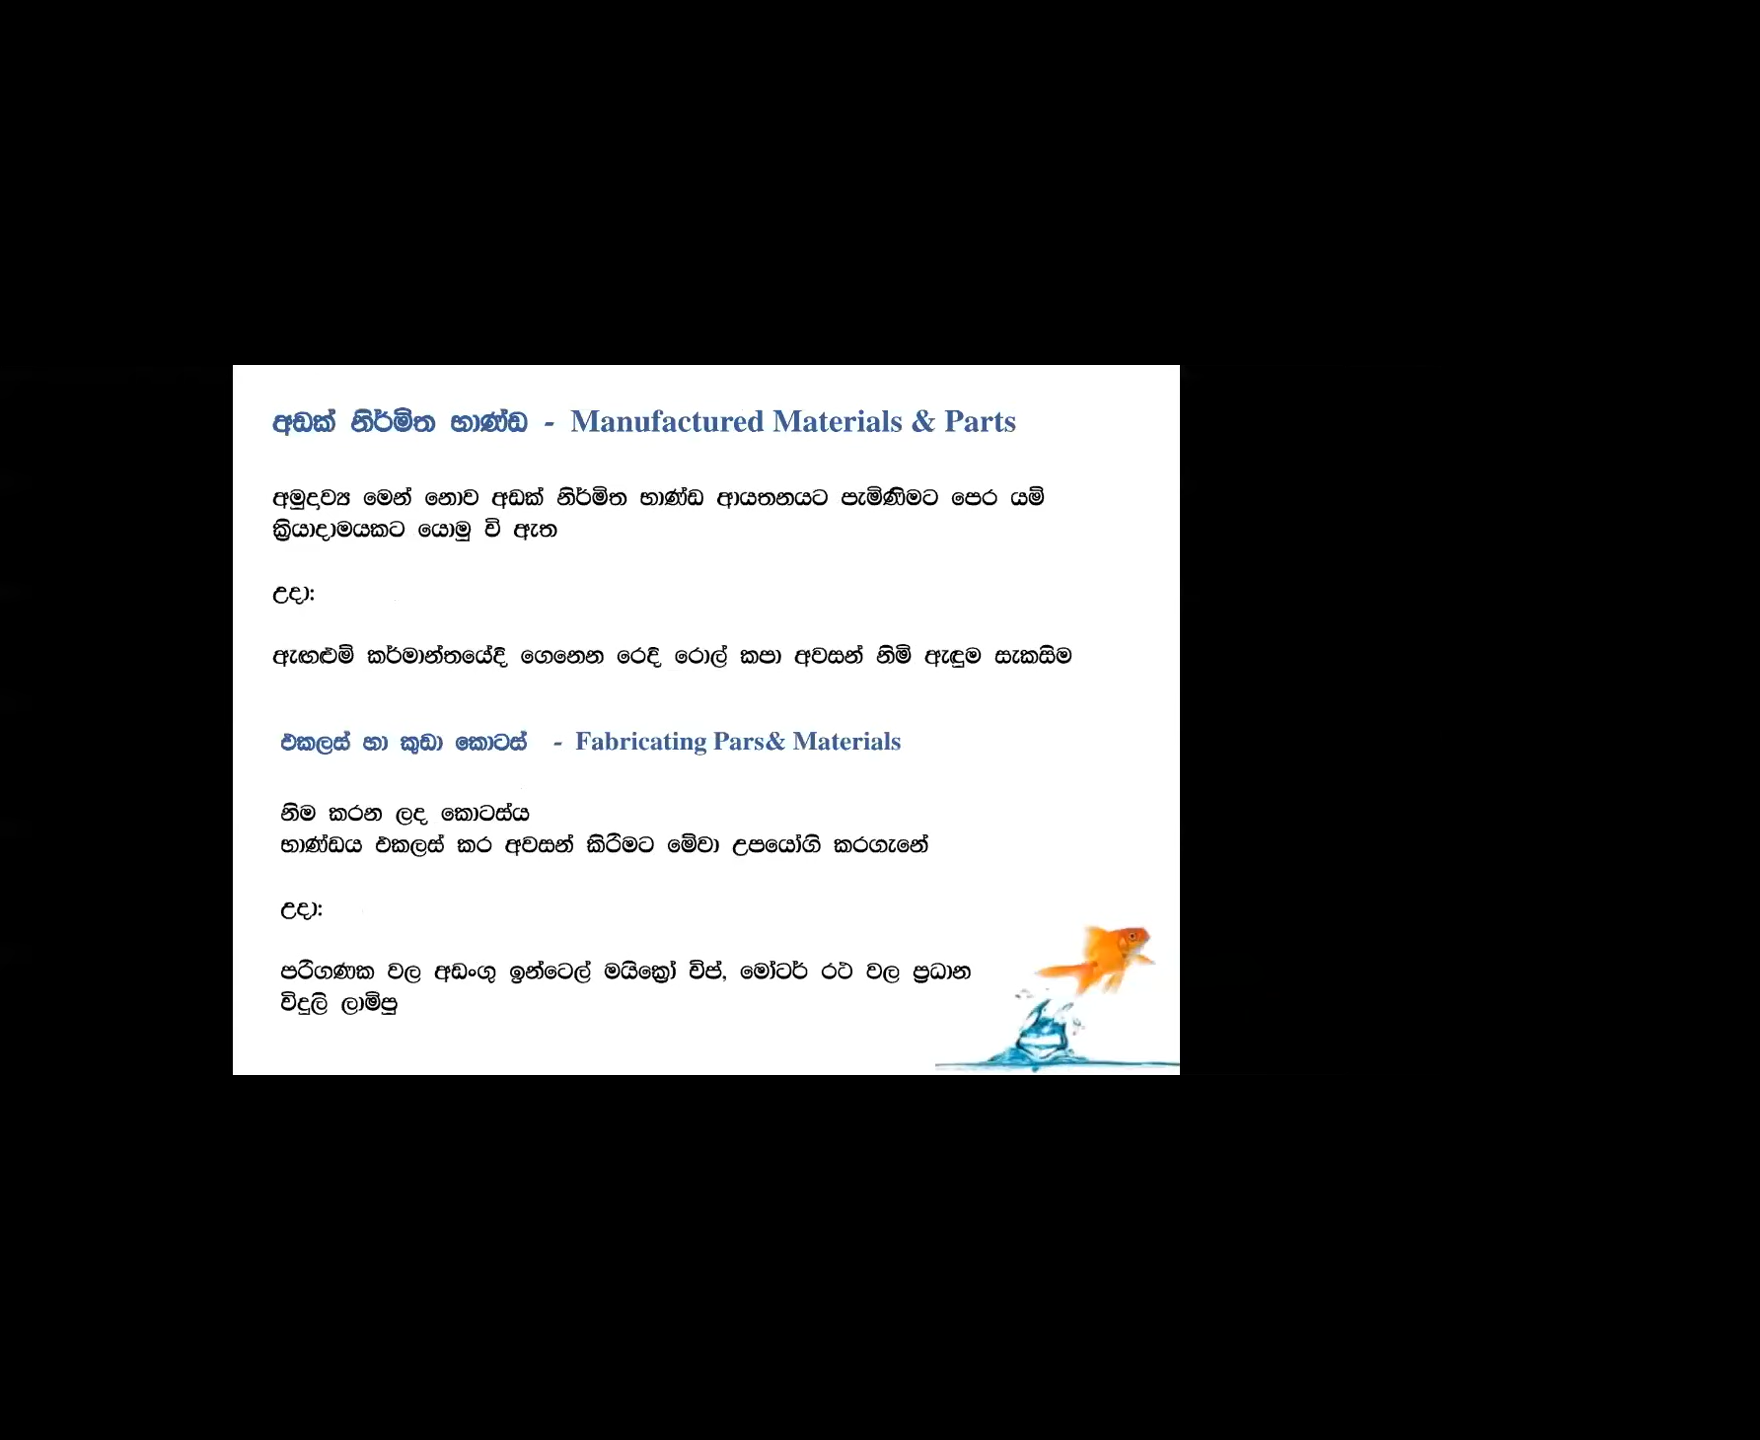 අඩක් නිර්මිත භාණ්ඩ - Manufactured Materials & Parts
අමුද්‍රව්‍ය මෙන් නොව අඩක් නිර්මිත භාණ්ඩ ආයතනයට පැමිණිමට පෙර යම්
ක්‍රියාදාමයකට යොමු වි ඇත
උදා:
ඇඟළුම් කර්මාන්තයේදී ගෙනෙන රෙදි රොල් කපා අවසන් නිමි ඇඳුම සැකසිම
එකලස් හා කුඩා කොටස් - Fabricating Pars& Materials
නිම කරන ලද කොටස්ය
භාණ්ඩය එකලස් කර අවසන් කිරීමට මේවා උපයෝගි කරගැනේ
උදා:
පරිගණක වල අඩංගු ඉන්ටෙල් මයික්‍රෝ චිප්, මෝටර් රථ වල ප්‍රධාන
විදුලි ලාම්පු